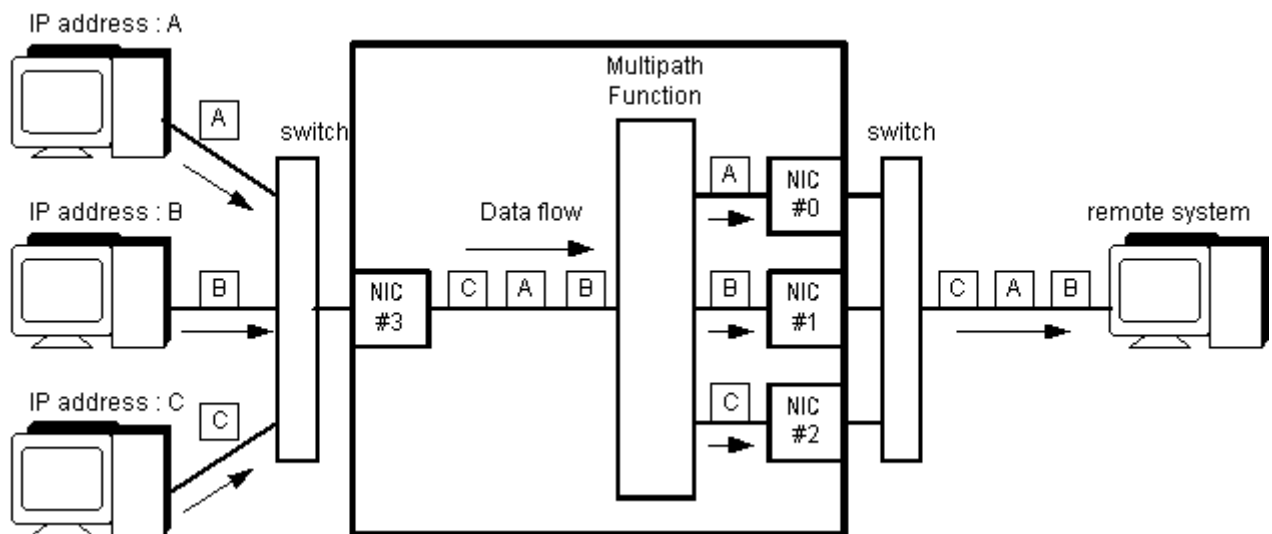 IP address : A
A
switch
IP address : B
B
IP address : C
C
NIC
#3
Data flow
C A B
Multipath
Function
A
NIC
#0
B
NIC
#1
C
NIC
#2
switch
C A B
remote system